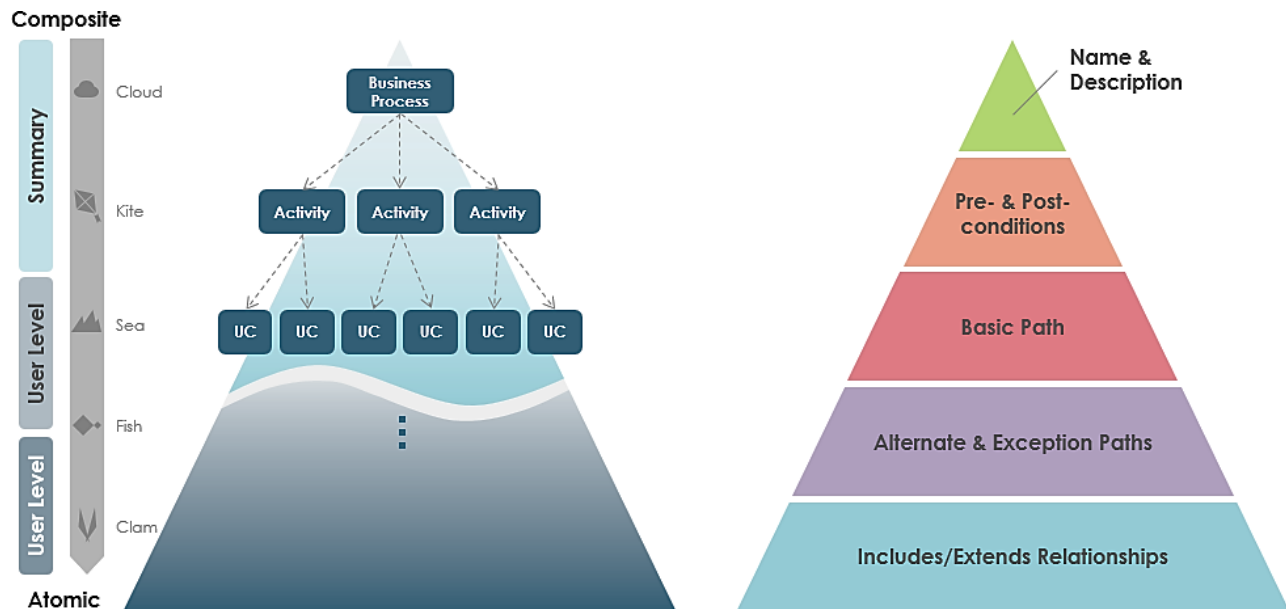 Composite
Summary
User Level
User Level
Cloud
Kite
Sea
Fish
Clam
Atomic
Business
Process
Activity
Activity
Activity
UC
UC
UC
UC
UC
UC
Name &
Description
Pre- & Post-
conditions
Basic Path
Alternate & Exception Paths
Includes/Extends Relationships